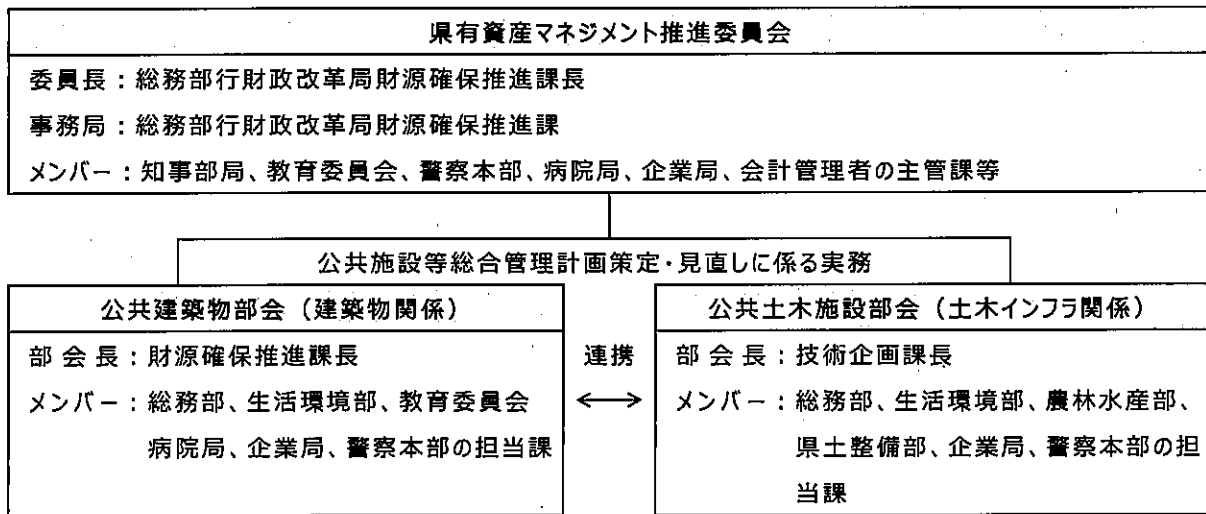 県有資産マネジメント推進委員会
委員長：総務部行財政改革局財源確保推進課長
事務局：総務部行財政改革局財源確保推進課
メンバー：知事部局、教育委員会、警察本部、病院局、企業局、会計管理者の主管課等
公共施設等総合管理計画策定・見直しに係る実務
公共建築物部会（建築物関係）
部 会 長：財源確保推進課長
メンバー：総務部、生活環境部、教育委員会
病院局、企業局、警察本部の担当課
連携
公共土木施設部会（土木インフラ関係）
部 会 長：技術企画課長
メンバー：総務部、生活環境部、農林水産部、
県土整備部、企業局、警察本部の担
当課